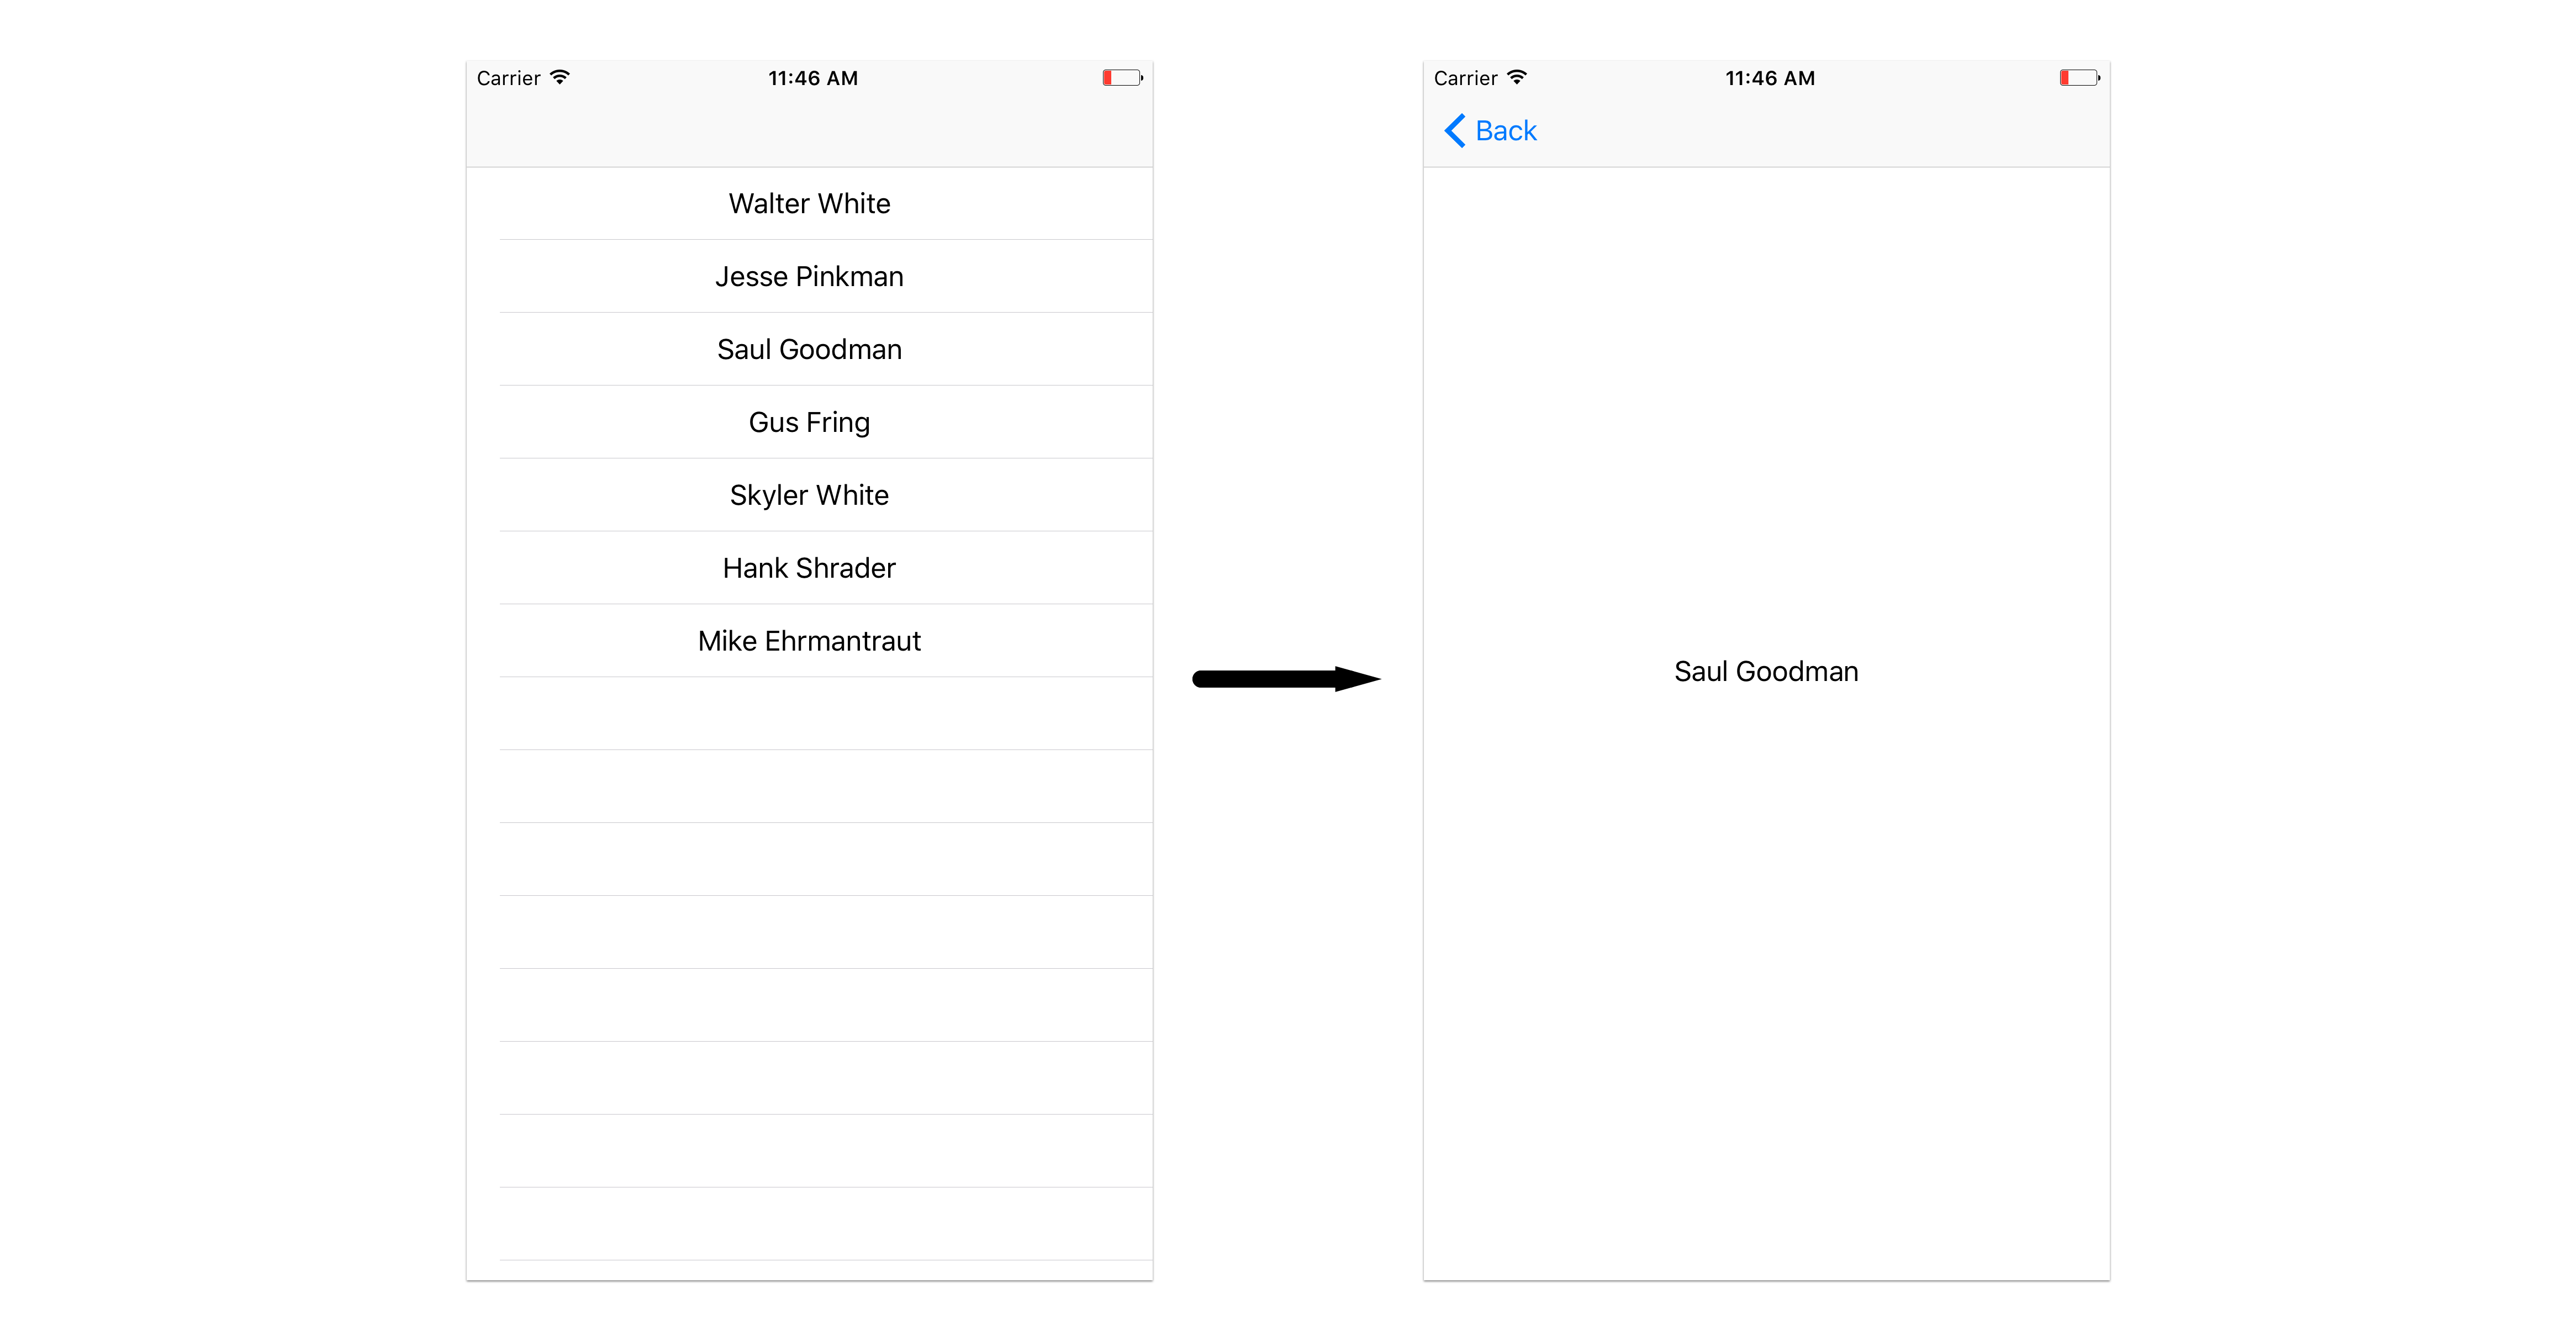 Carrier 11:46 AM
Walter White
Jesse Pinkman
Saul Goodman
Gus Fring
Skyler White
Hank Shrader
Mike Ehrmantraut
Carrier 11:46 AM
Back
Saul Goodman